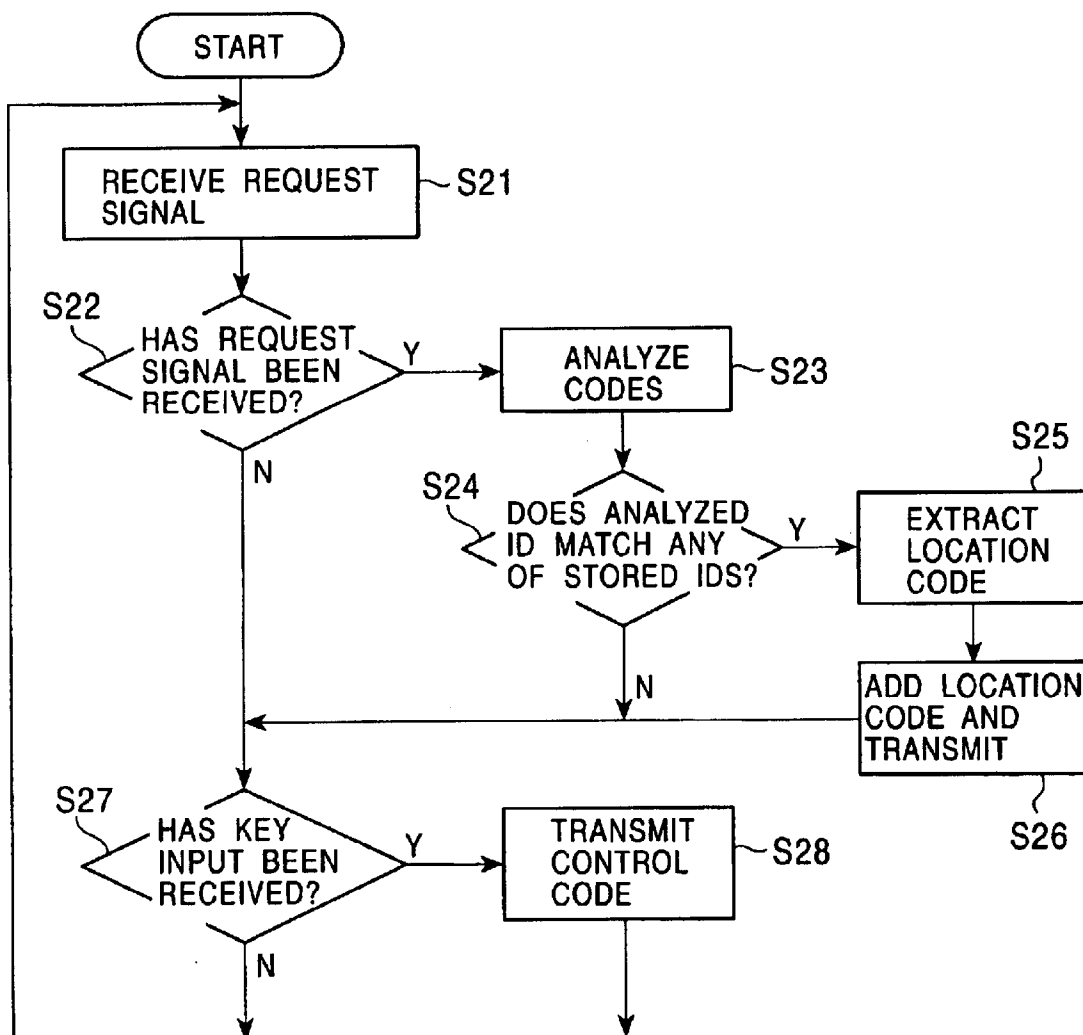 START
RECEIVE REQUEST
SIGNAL
S21
S22
HAS REQUEST
SIGNAL BEEN
RECEIVED?
Y
N
ANALYZE
CODES
S23
S24
DOES ANALYZED
ID MATCH ANY
OF STORED IDS?
Y
N
S25
EXTRACT
LOCATION
CODE
ADD LOCATION
CODE AND
TRANSMIT
S26
S27
HAS KEY
INPUT BEEN
RECEIVED?
Y
N
TRANSMIT
CONTROL
CODE
S28